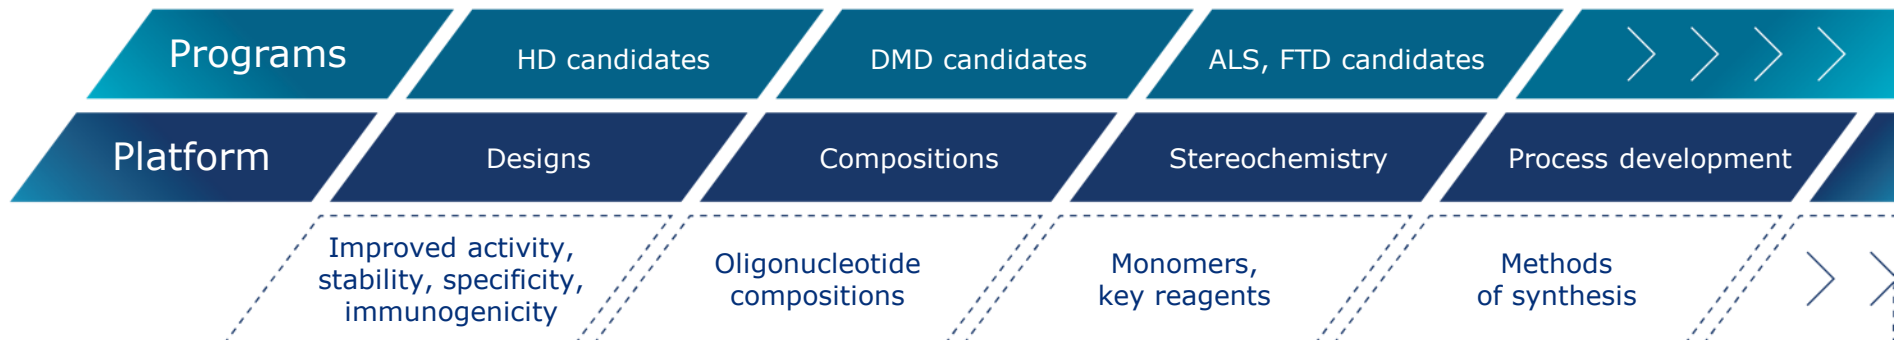 Programs
HD candidates
DMD candidates
ALS, FTD candidates
Platform
Designs
Compositions
Stereochemistry
Process development
Improved activity,
stability, specificity,
immunogenicity
Oligonucleotide
compositions
Monomers,
key reagents
Methods
of synthesis